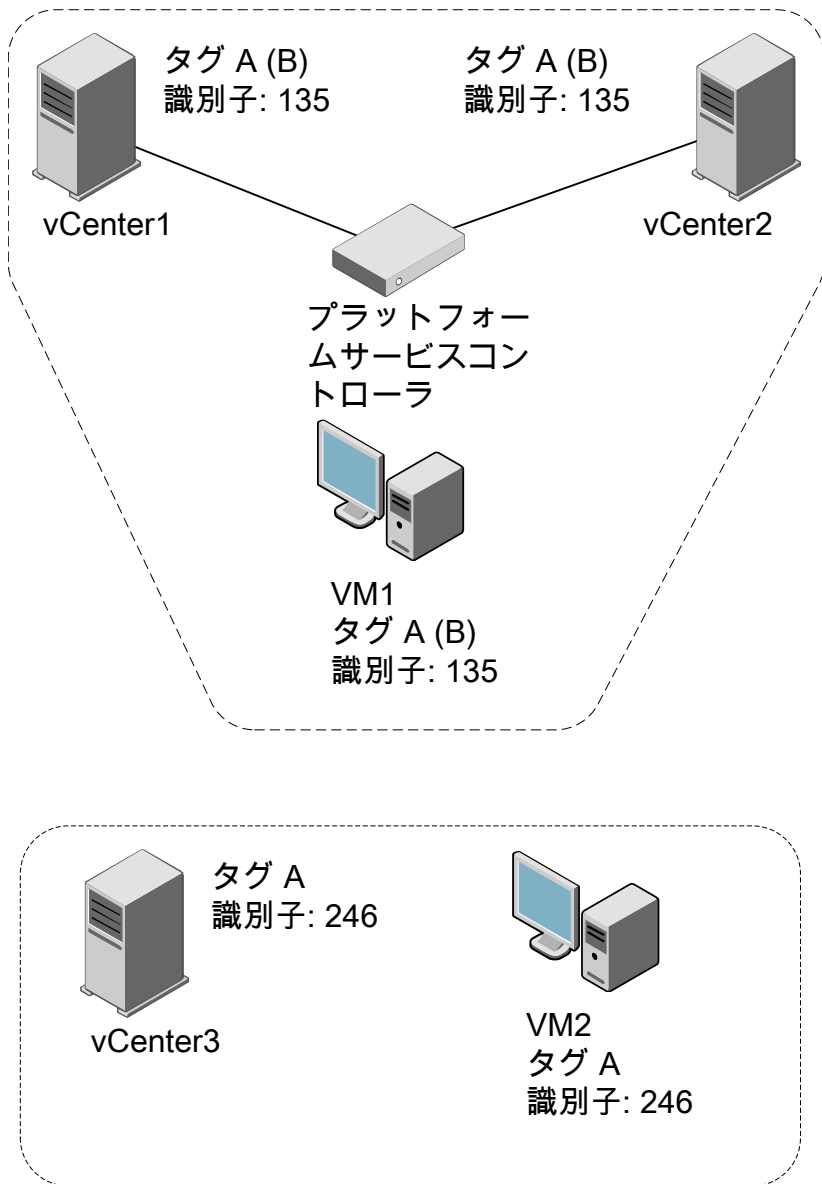 タグ A (B)
識別子: 135
タグ A (B)
識別子: 135
vCenter1
vCenter2
プラットフォー
ムサービスコン
トローラ
VM1
タグ A (B)
識別子: 135
タグ A
識別子: 246
vCenter3
VM2
タグ A
識別子: 246